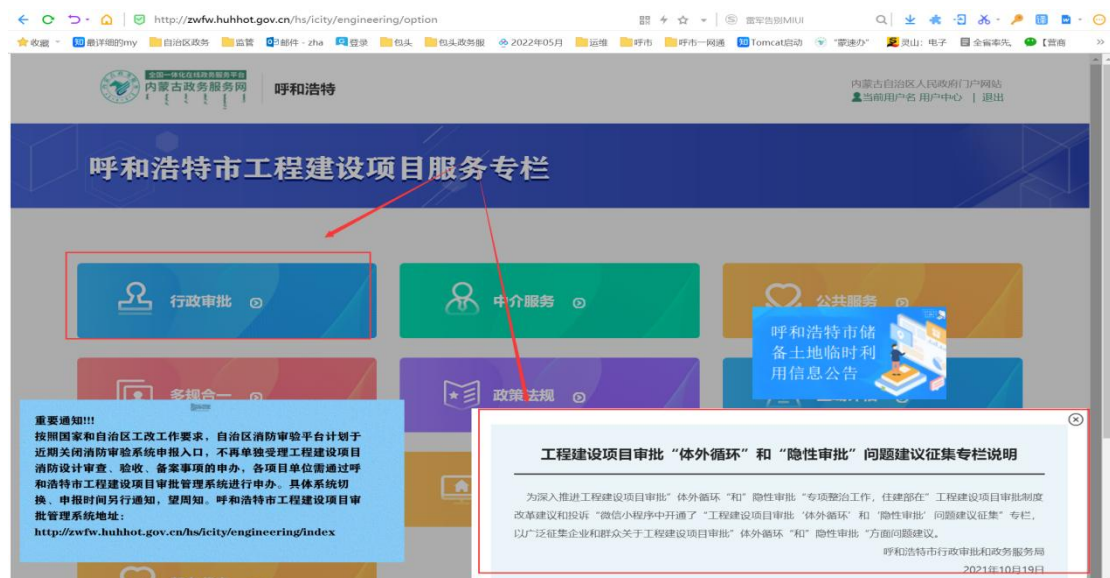 http://zwfw.huhhot.gov.cn/hs/icity/engineering/option
雷军告别MIUI
收藏
最详细的my
自治区政务
监管
邮件 - zha
登录
包头
包头政务服
2022年05月
运维
呼市
呼市一网通
Tomcat启动
"蒙速办"
灵山：电子
全省率先,
【营商
全国一体化在线政务服务平台
内蒙古政务服务网
呼和浩特
内蒙古自治区人民政府门户网站
当前用户名 用户中心 | 退出
呼和浩特市工程建设项目服务专栏
行政审批
中介服务
公共服务
呼和浩特市储
备土地临时利
用信息公告
多规合一
政策法规
重要通知!!!
按照国家和自治区工改工作要求，自治区消防审验平台计划于
近期关闭消防审验系统申报入口，不再单独受理工程建设项目
消防设计审查、验收、备案事项的申办，各项目单位需通过呼
和浩特市工程建设项目审批管理系统进行申办。具体系统切
换、申报时间另行通知，望周知。呼和浩特市工程建设项目审
批管理系统地址：
http://zwfw.huhhot.gov.cn/hs/icity/engineering/index
工程建设项目审批“体外循环”和“隐性审批”问题建议征集专栏说明
为深入推进工程建设项目审批”体外循环“和”隐性审批“专项整治工作，住建部在”工程建设项目审批制度
改革建议和投诉“微信小程序中开通了“工程建设项目审批‘体外循环’和‘隐性审批’问题建议征集”专栏，
以广泛征集企业和群众关于工程建设项目审批”体外循环“和”隐性审批“方面问题建议。
呼和浩特市行政审批和政务服务局
2021年10月19日